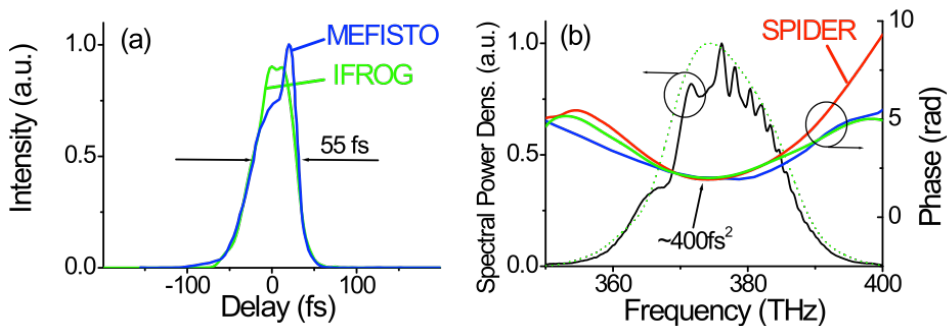 (a)
MEFISTO
IFROG
55 fs
Intensity (a.u.)
1.0
0.5
0.0
-100
0
100
Delay (fs)
(b)
SPIDER
~400fs²
Spectral Power Dens. (a.u.)
1.0
0.5
0.0
360
380
400
Frequency (THz)
10
5
0
Phase (rad)